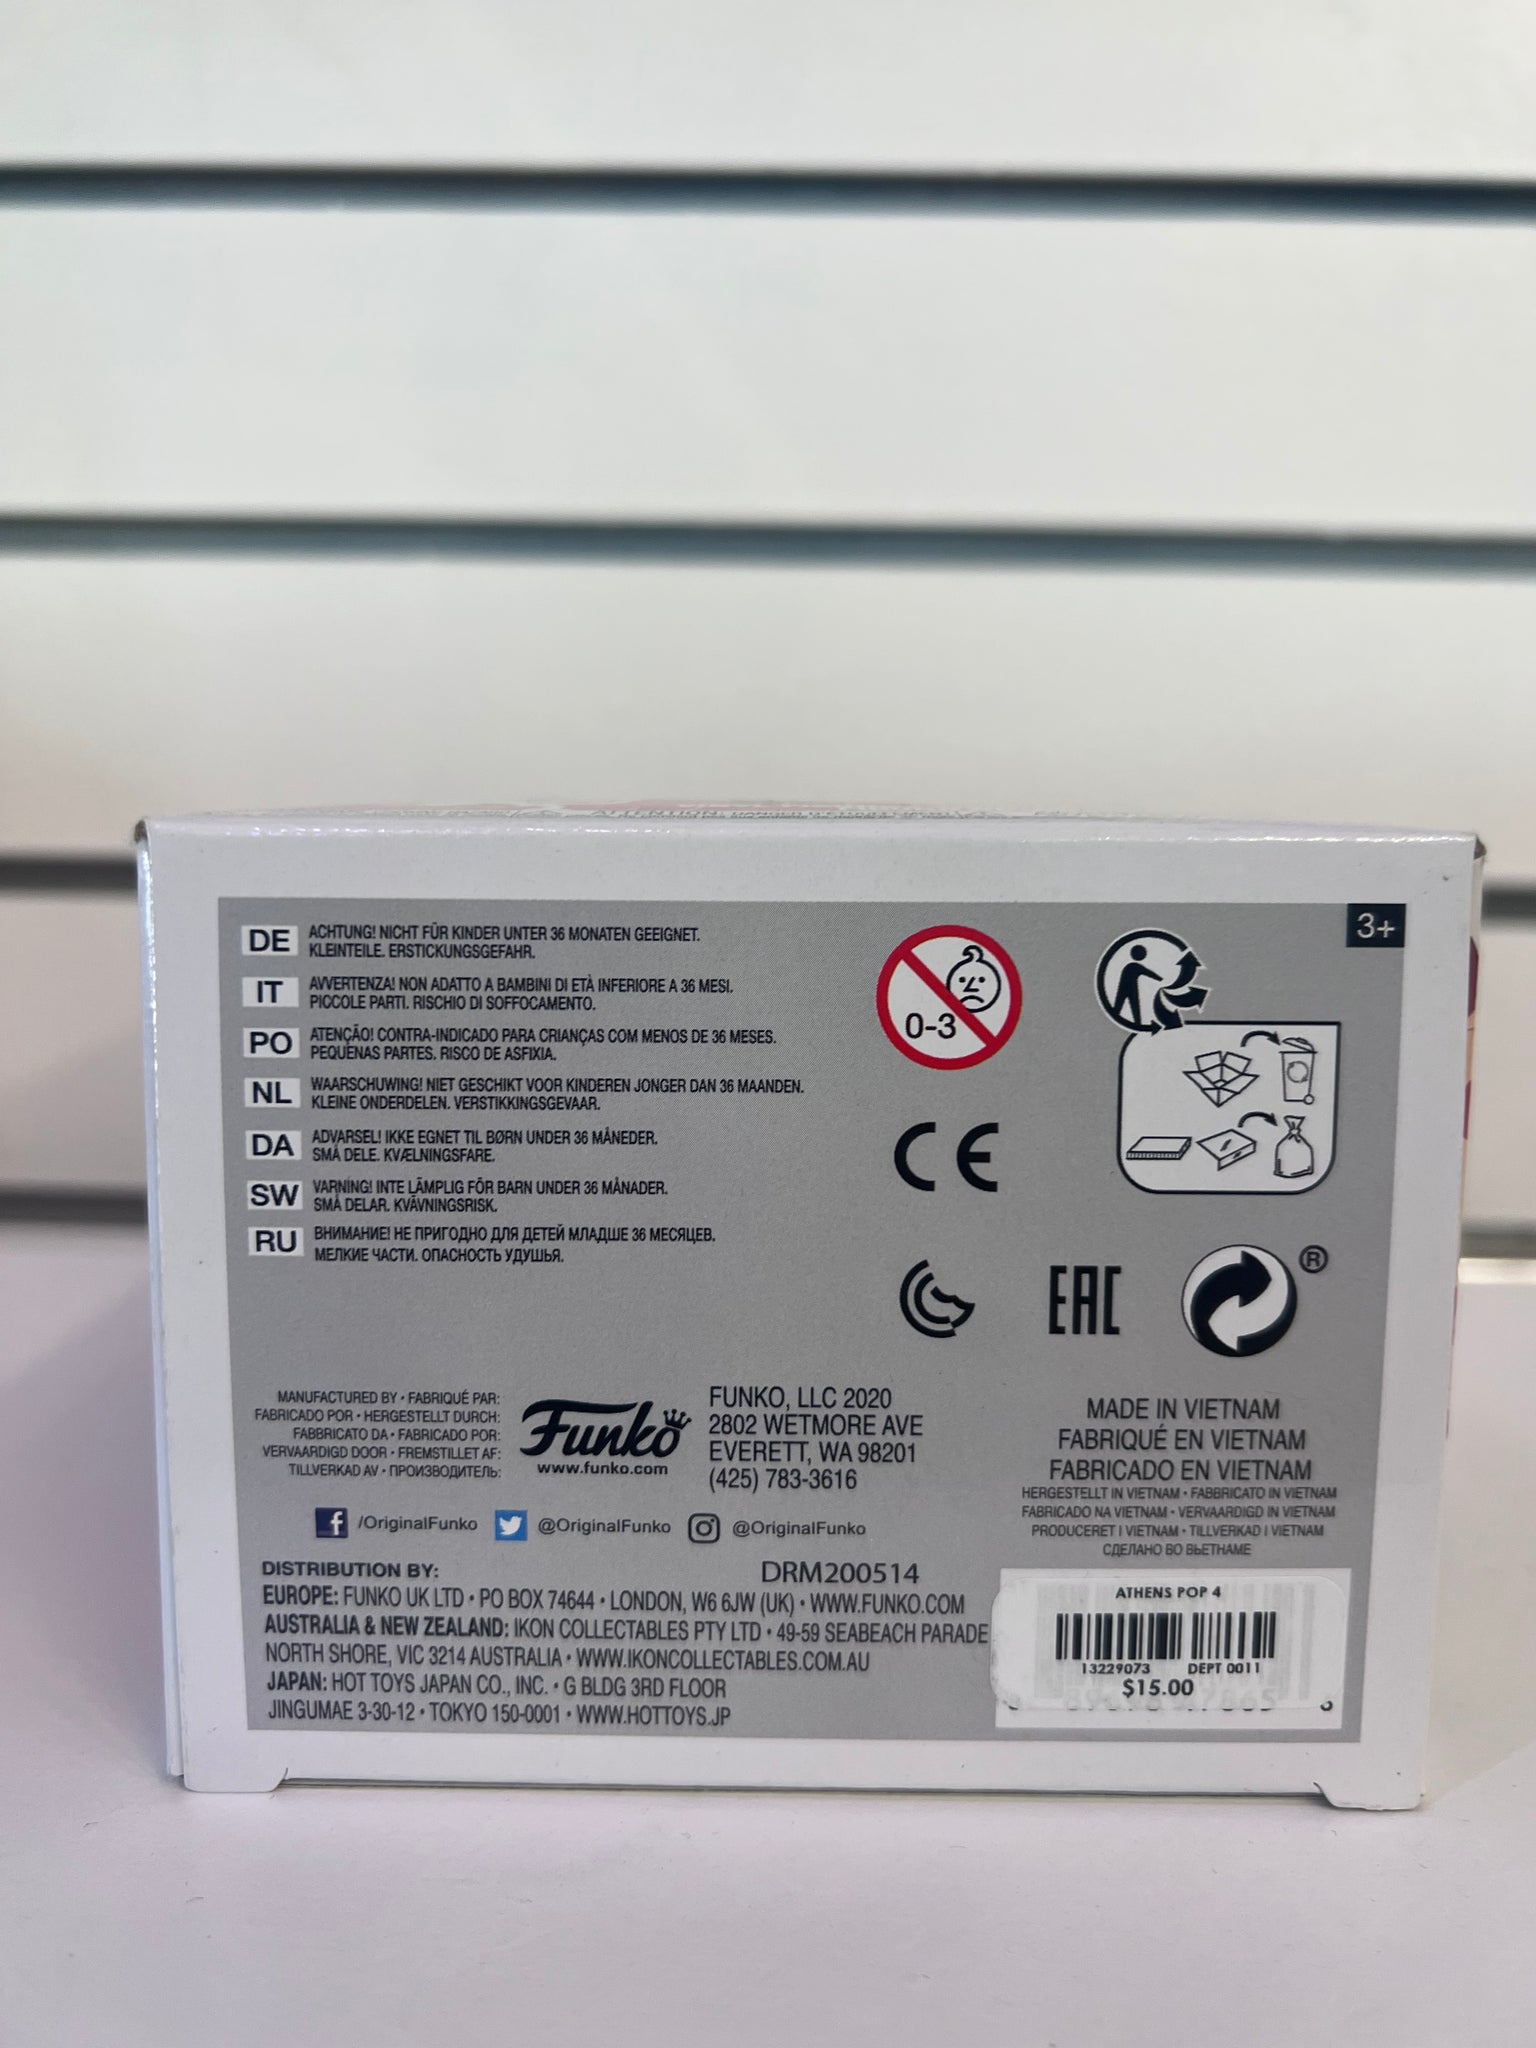 ATTENTION:
DE ACHTUNG! NICHT FÜR KINDER UNTER 36 MONATEN GEEIGNET.
KLEINTEILE. ERSTICKUNGSGEFAHR.
IT AVVERTENZA! NON ADATTO A BAMBINI DI ETÀ INFERIORE A 36 MESI.
PICCOLE PARTI. RISCHIO DI SOFFOCAMENTO.
PO ATENÇÃO! CONTRA-INDICADO PARA CRIANÇAS COM MENOS DE 36 MESES.
PEQUENAS PARTES. RISCO DE ASFIXIA.
NL WAARSCHUWING! NIET GESCHIKT VOOR KINDEREN JONGER DAN 36 MAANDEN.
KLEINE ONDERDELEN. VERSTIKKINGSGEVAAR.
DA ADVARSEL! IKKE EGNET TIL BØRN UNDER 36 MÅNEDER.
SMÅ DELE. KVÆLNINGSFARE.
SW VARNING! INTE LÄMPLIG FÖR BARN UNDER 36 MÅNADER.
SMÅ DELAR. KVÄVNINGSRISK.
RU ВНИМАНИЕ! НЕ ПРИГОДНО ДЛЯ ДЕТЕЙ МЛАДШЕ 36 МЕСЯЦЕВ.
МЕЛКИЕ ЧАСТИ. ОПАСНОСТЬ УДУШЬЯ.
0-3
3+
CE
EAC
®
MANUFACTURED BY • FABRIQUÉ PAR:
FABRICADO POR • HERGESTELLT DURCH:
FABBRICATO DA • FABRICADO POR:
VERVAARDIGD DOOR • FREMSTILLET AF:
TILLVERKAD AV • ПРОИЗВОДИТЕЛЬ:
Funko
www.funko.com
FUNKO, LLC 2020
2802 WETMORE AVE
EVERETT, WA 98201
(425) 783-3616
MADE IN VIETNAM
FABRIQUÉ EN VIETNAM
FABRICADO EN VIETNAM
HERGESTELLT IN VIETNAM • FABBRICATO IN VIETNAM
FABRICADO NA VIETNAM • VERVAARDIGD IN VIETNAM
PRODUCERET I VIETNAM • TILLVERKAD I VIETNAM
СДЕЛАНО ВО ВЬЕТНАМЕ
/OriginalFunko @OriginalFunko @OriginalFunko
DISTRIBUTION BY: DRM200514
EUROPE: FUNKO UK LTD • PO BOX 74644 • LONDON, W6 6JW (UK) • WWW.FUNKO.COM
AUSTRALIA & NEW ZEALAND: IKON COLLECTABLES PTY LTD • 49-59 SEABEACH PARADE
NORTH SHORE, VIC 3214 AUSTRALIA • WWW.IKONCOLLECTABLES.COM.AU
JAPAN: HOT TOYS JAPAN CO., INC. • G BLDG 3RD FLOOR
JINGUMAE 3-30-12 • TOKYO 150-0001 • WWW.HOTTOYS.JP
ATHENS POP 4
13229073 DEPT 0011
$15.00